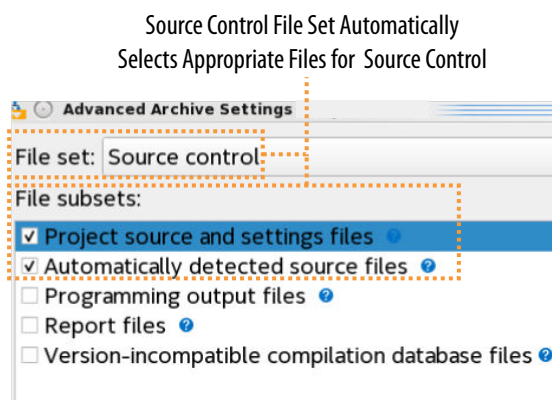 Source Control File Set Automatically
Selects Appropriate Files for Source Control
Advanced Archive Settings
File set: Source control
File subsets:
Project source and settings files ?
Automatically detected source files ?
Programming output files ?
Report files ?
Version-incompatible compilation database files ?